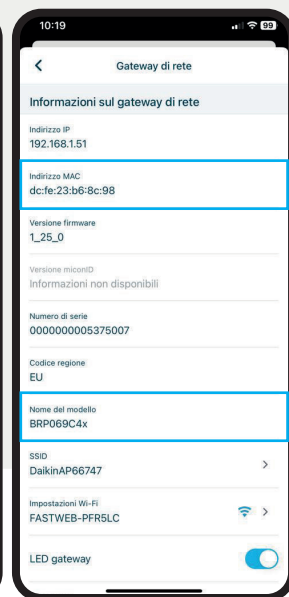 10:19
99
Gateway di rete
Informazioni sul gateway di rete
Indirizzo IP
192.168.1.51
Indirizzo MAC
dc:fe:23:b6:8c:98
Versione firmware
1_25_0
Versione miconID
Informazioni non disponibili
Numero di serie
0000000005375007
Codice regione
EU
Nome del modello
BRP069C4x
SSID
DaikinAP66747
Impostazioni Wi-Fi
FASTWEB-PFR5LC
LED gateway